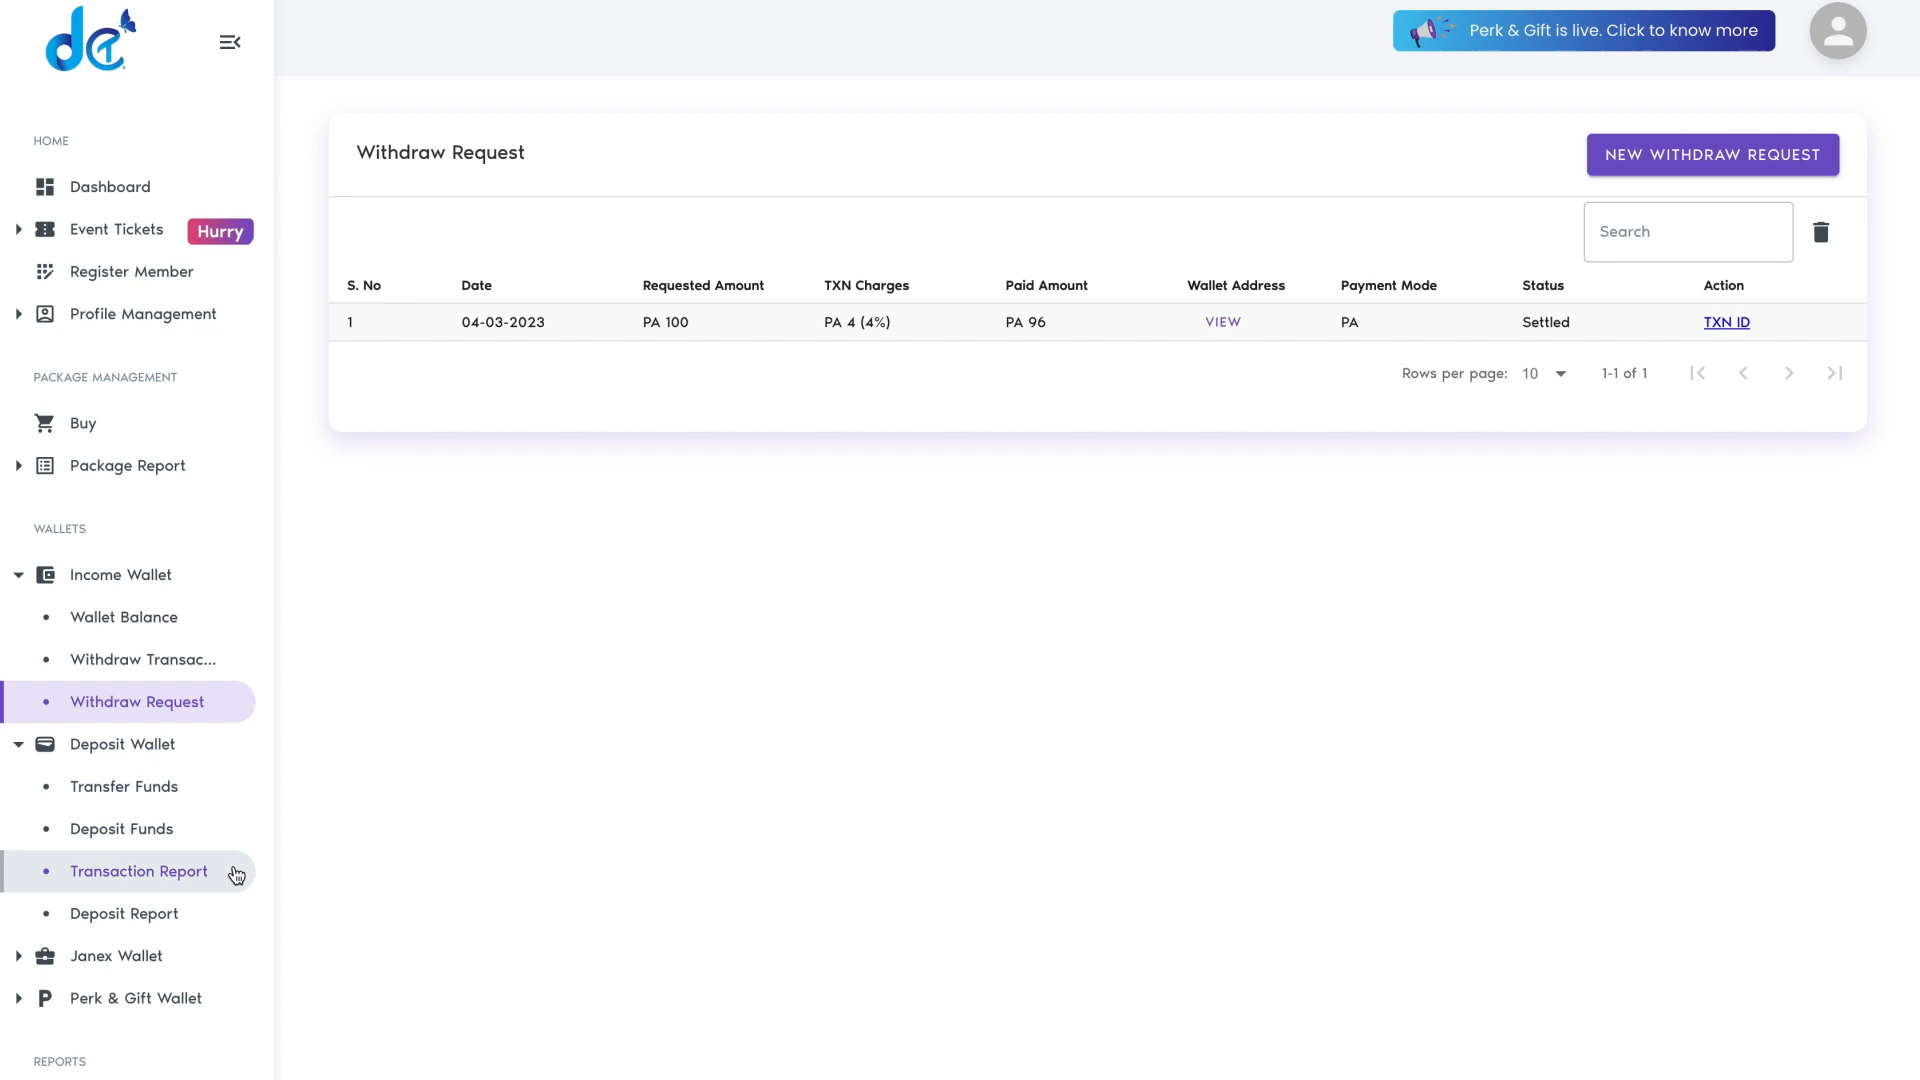 dct
Perk & Gift is live. Click to know more
HOME
Dashboard
Event Tickets Hurry
Register Member
Profile Management
PACKAGE MANAGEMENT
Buy
Package Report
WALLETS
Income Wallet
Wallet Balance
Withdraw Transac...
Withdraw Request
Deposit Wallet
Transfer Funds
Deposit Funds
Transaction Report
Deposit Report
Janex Wallet
P Perk & Gift Wallet
REPORTS
Withdraw Request NEW WITHDRAW REQUEST
Search
S. No Date Requested Amount TXN Charges Paid Amount Wallet Address Payment Mode Status Action
1 04-03-2023 PA 100 PA 4 (4%) PA 96 VIEW PA Settled TXN ID
Rows per page: 10 1-1 of 1